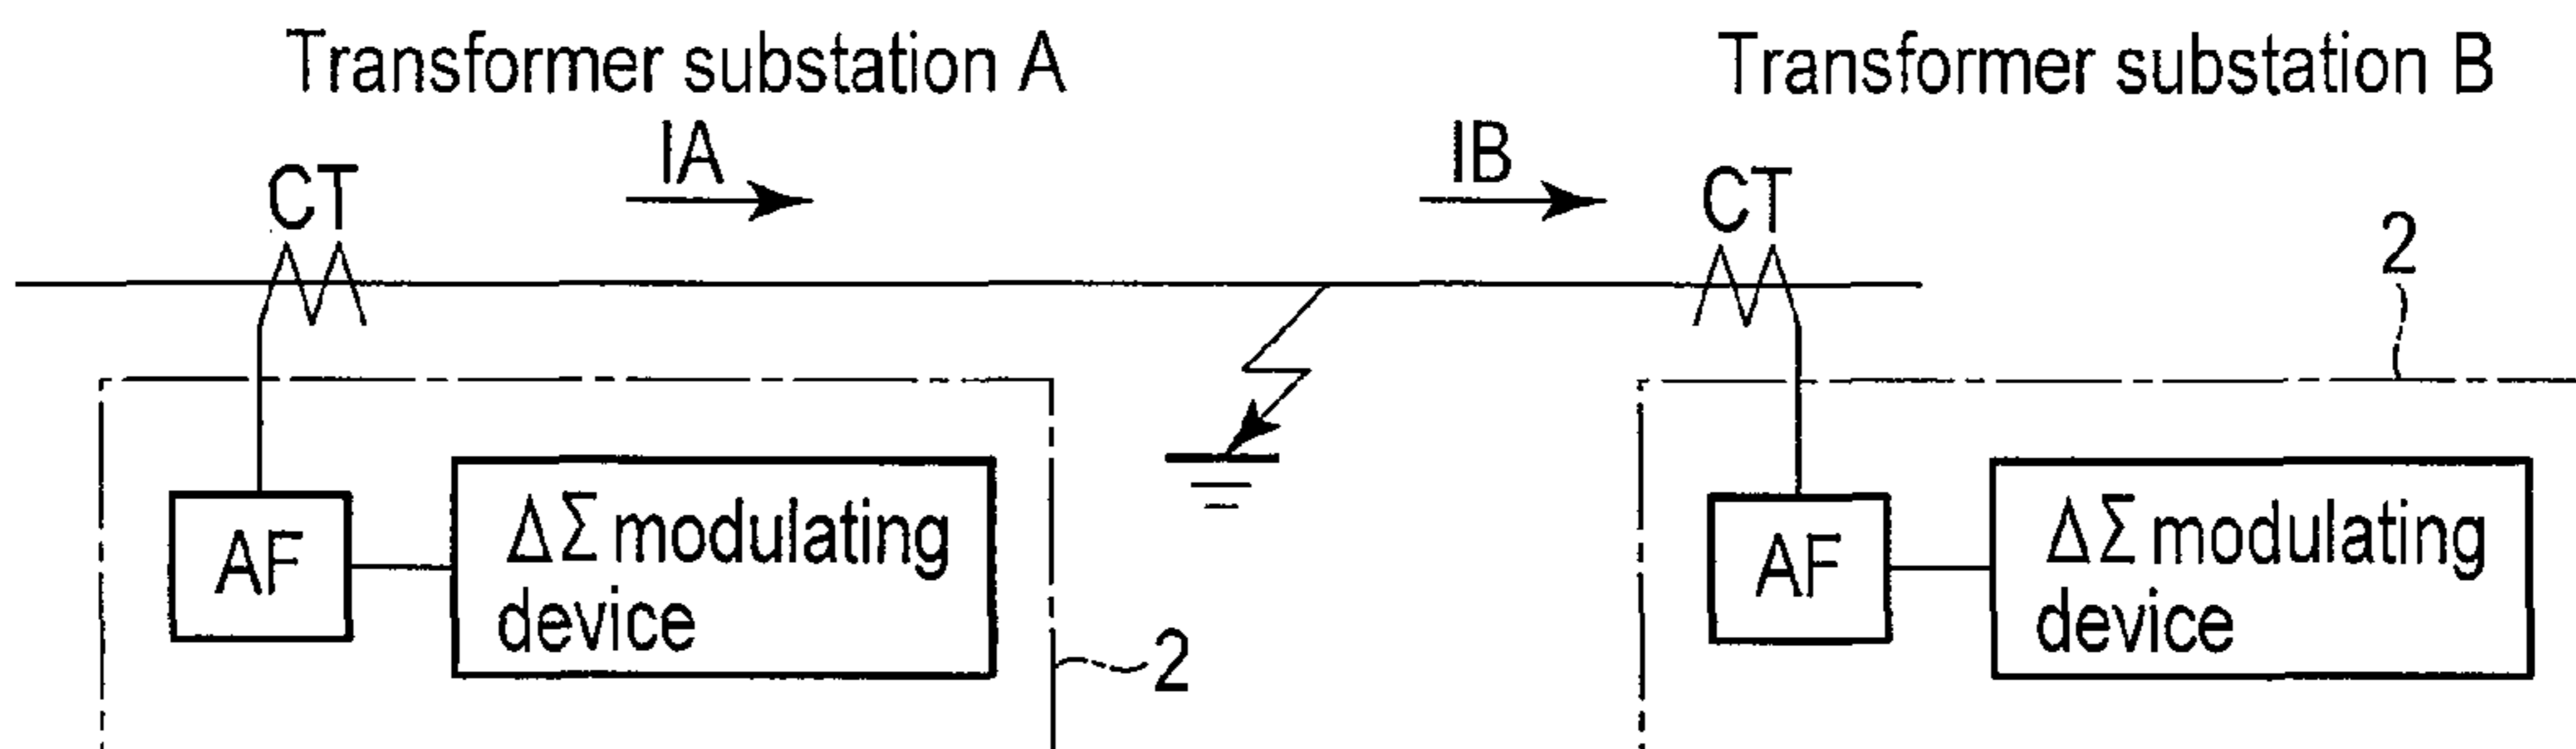 Transformer substation A
Transformer substation B
IA
IB
CT
CT
2
AF
ΔΣ modulating
device
AF
ΔΣ modulating
device
2